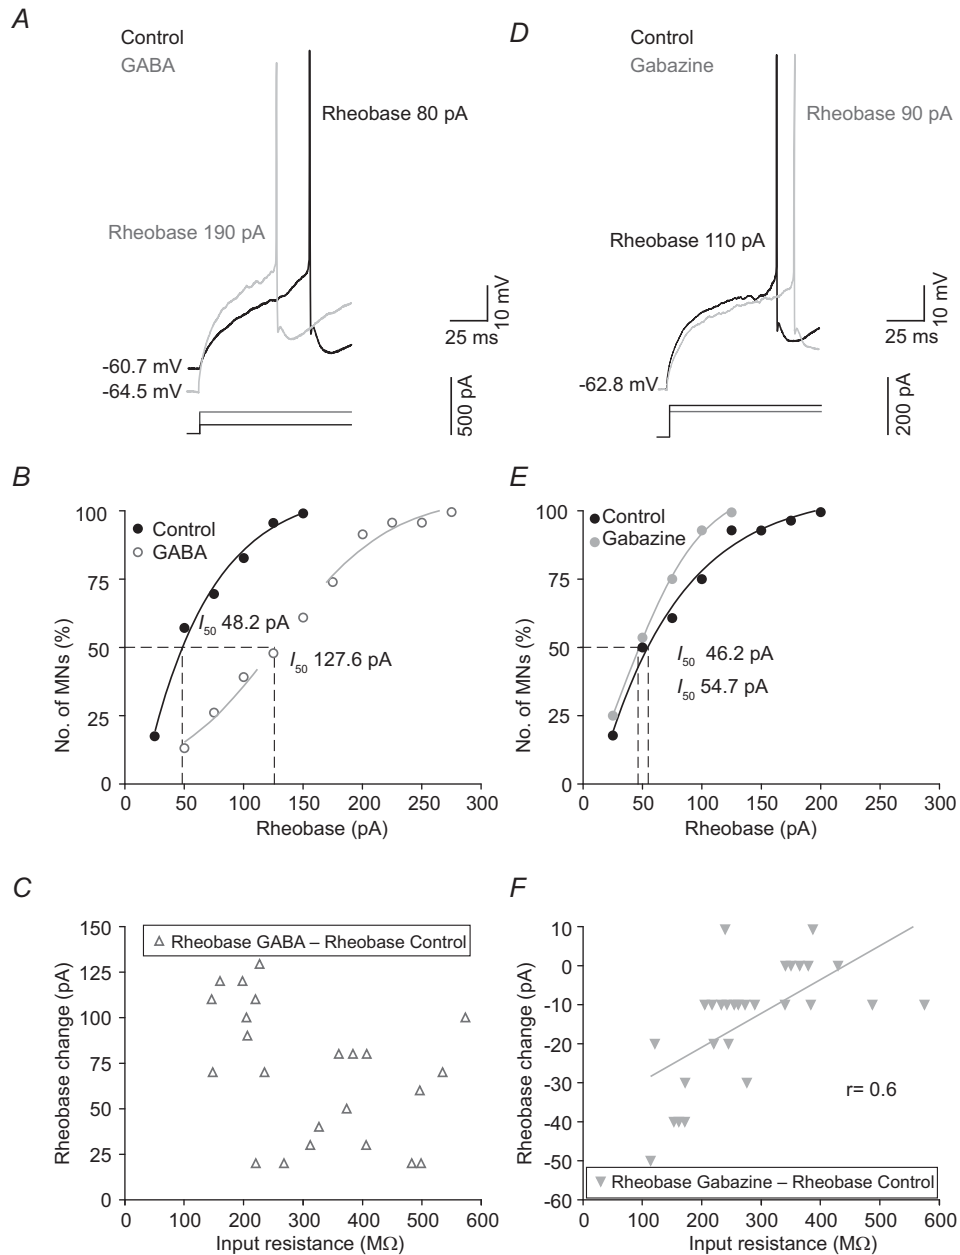 A
Control
GABA
Rheobase 80 pA
Rheobase 190 pA
10 mV
25 ms
-60.7 mV
-64.5 mV
500 pA
D
Control
Gabazine
Rheobase 90 pA
Rheobase 110 pA
10 mV
25 ms
-62.8 mV
200 pA
B
No. of MNs (%)
100
75
50
25
0
Control
GABA
I50 48.2 pA
I50 127.6 pA
0 50 100 150 200 250 300
Rheobase (pA)
E
No. of MNs (%)
100
75
50
25
0
Control
Gabazine
I50 46.2 pA
I50 54.7 pA
0 50 100 150 200 300
Rheobase (pA)
C
Rheobase change (pA)
150
125
100
75
50
25
0
Rheobase GABA – Rheobase Control
0 100 200 300 400 500 600
Input resistance (MΩ)
F
Rheobase change (pA)
10
0
-10
-20
-30
-40
-50
-60
r= 0.6
Rheobase Gabazine – Rheobase Control
0 100 200 300 400 500 600
Input resistance (MΩ)